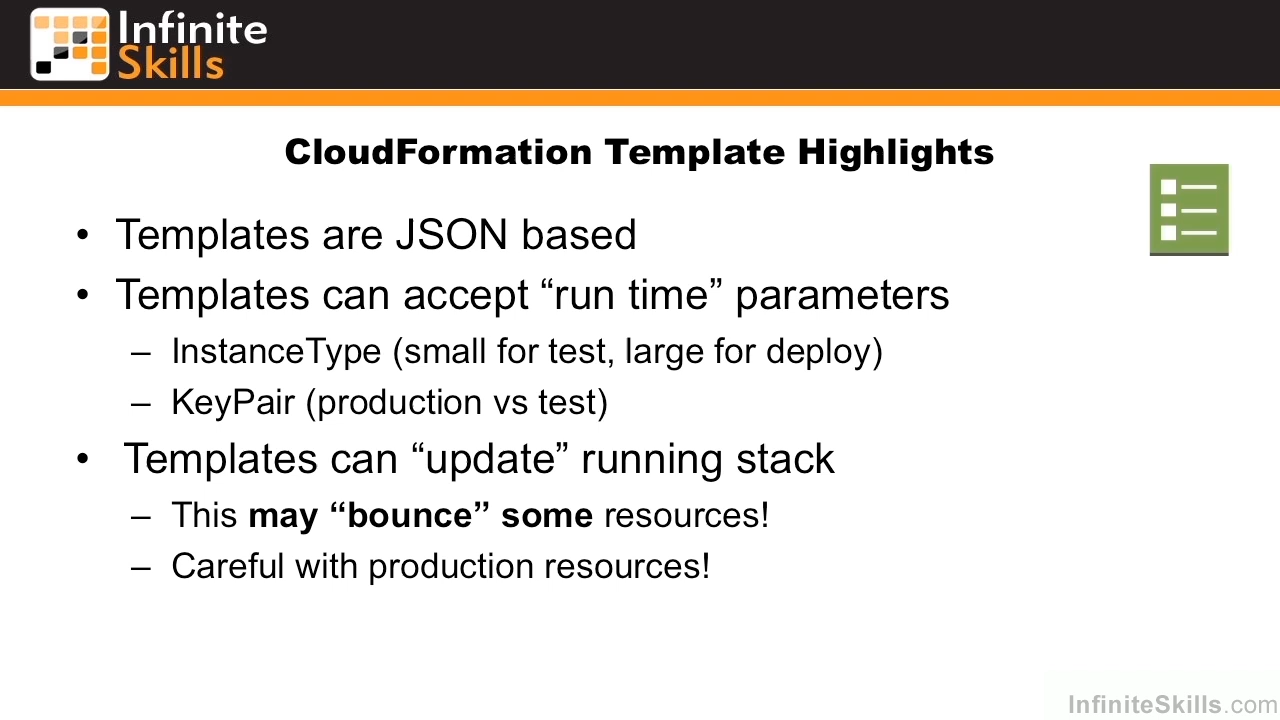 Infinite
Skills
CloudFormation Template Highlights
• Templates are JSON based
• Templates can accept “run time” parameters
– InstanceType (small for test, large for deploy)
– KeyPair (production vs test)
• Templates can “update” running stack
– This may “bounce” some resources!
– Careful with production resources!
InfiniteSkills.com